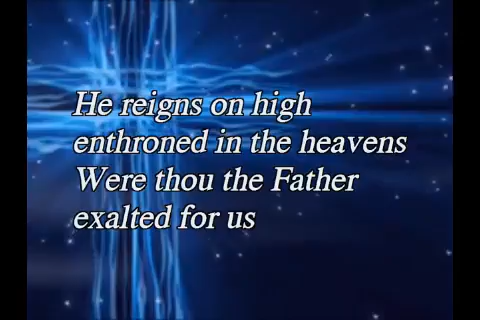 He reigns on high
enthroned in the heavens
Were thou the Father
exalted for us